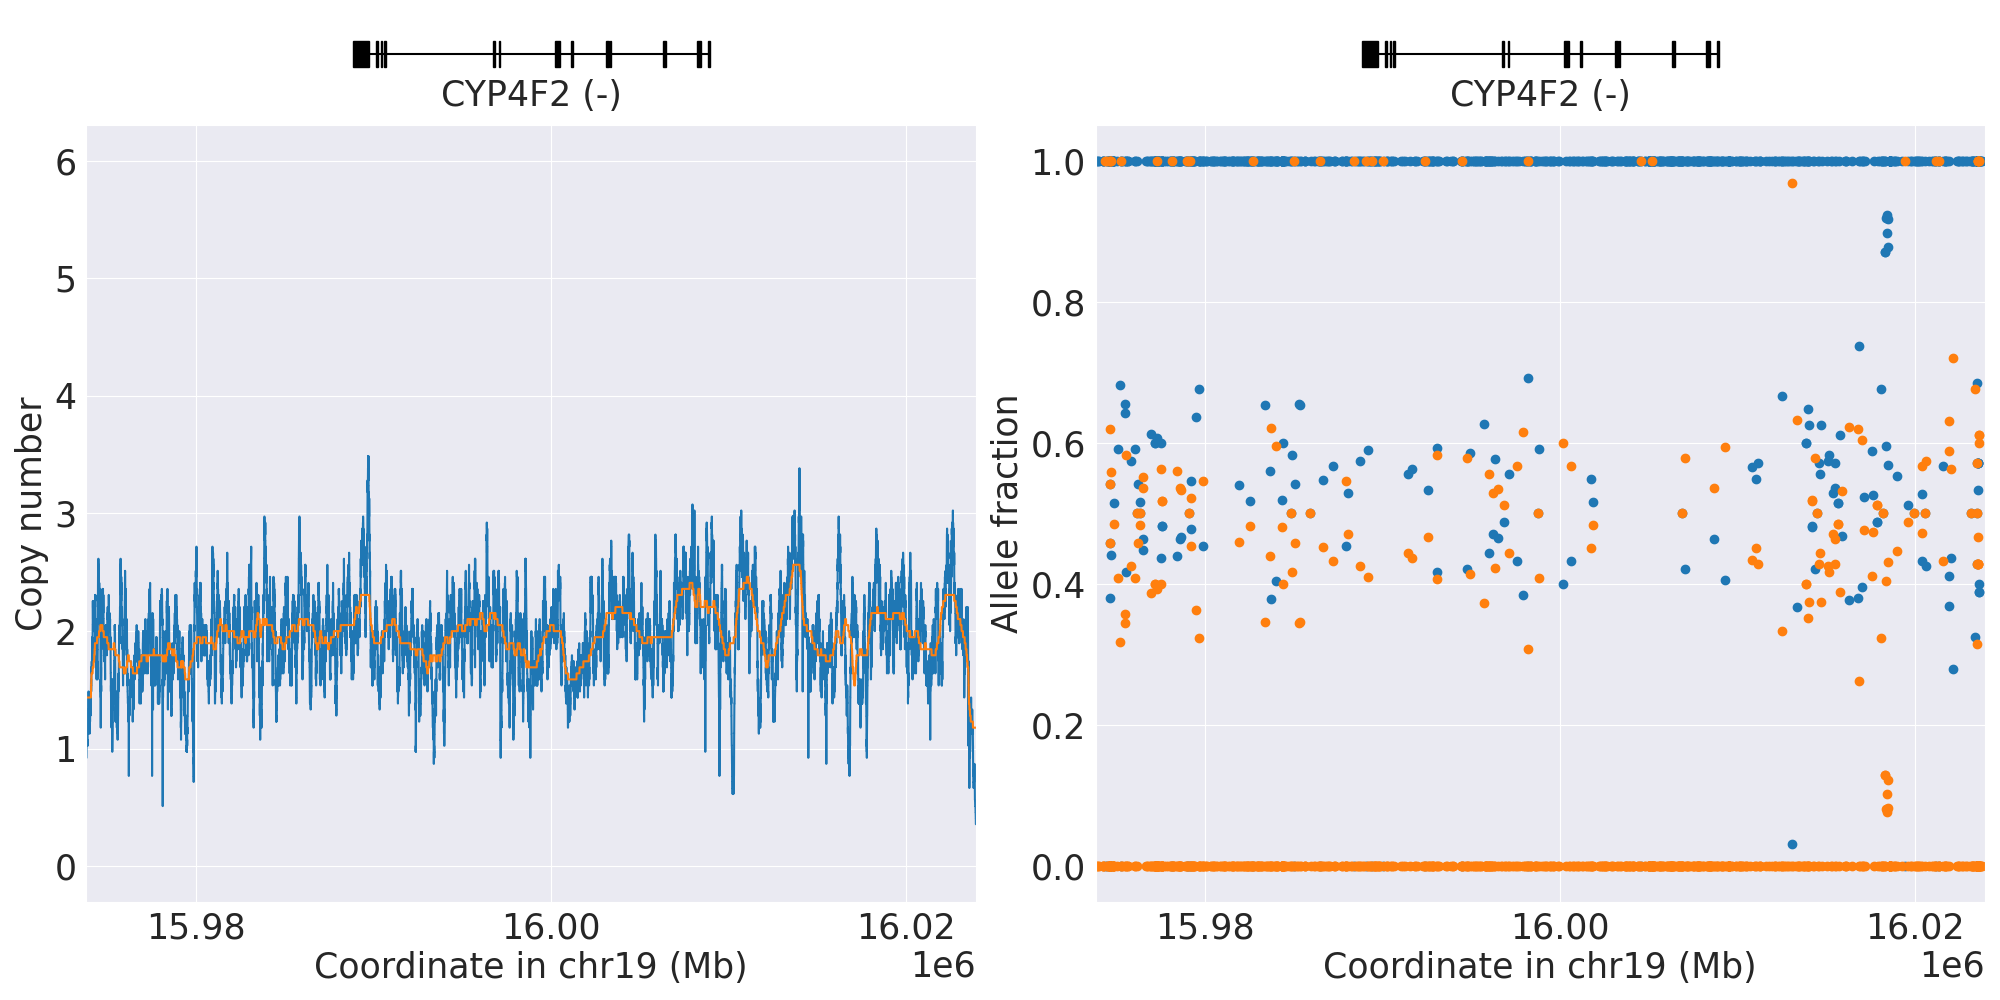 CYP4F2 (-)
6
5
4
3
2
1
0
Copy number
15.98
16.00
16.02
Coordinate in chr19 (Mb)
1e6
CYP4F2 (-)
1.0
0.8
0.6
0.4
0.2
0.0
Allele fraction
15.98
16.00
16.02
Coordinate in chr19 (Mb)
1e6